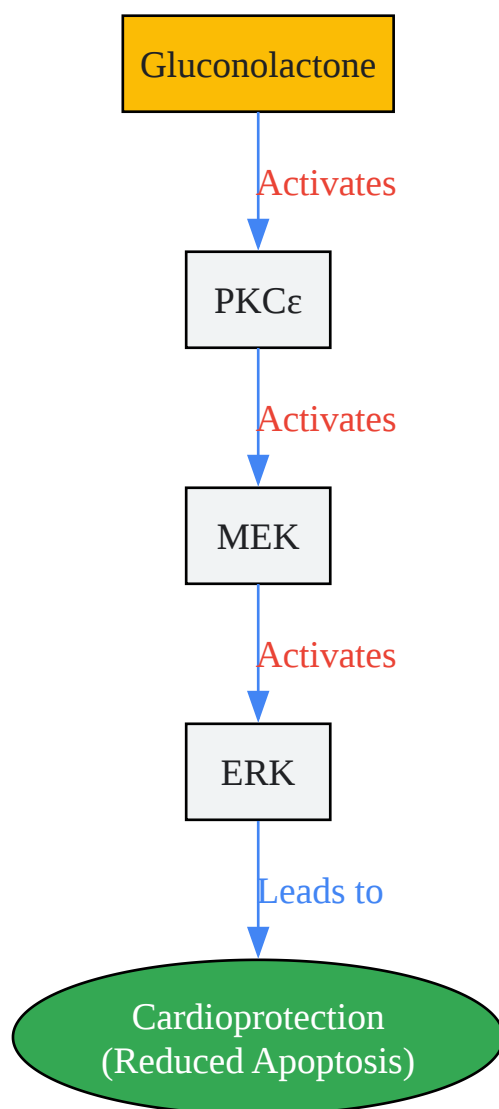 Gluconolactone
Activates
PKCε
Activates
MEK
Activates
ERK
Leads to
Cardioprotection
(Reduced Apoptosis)